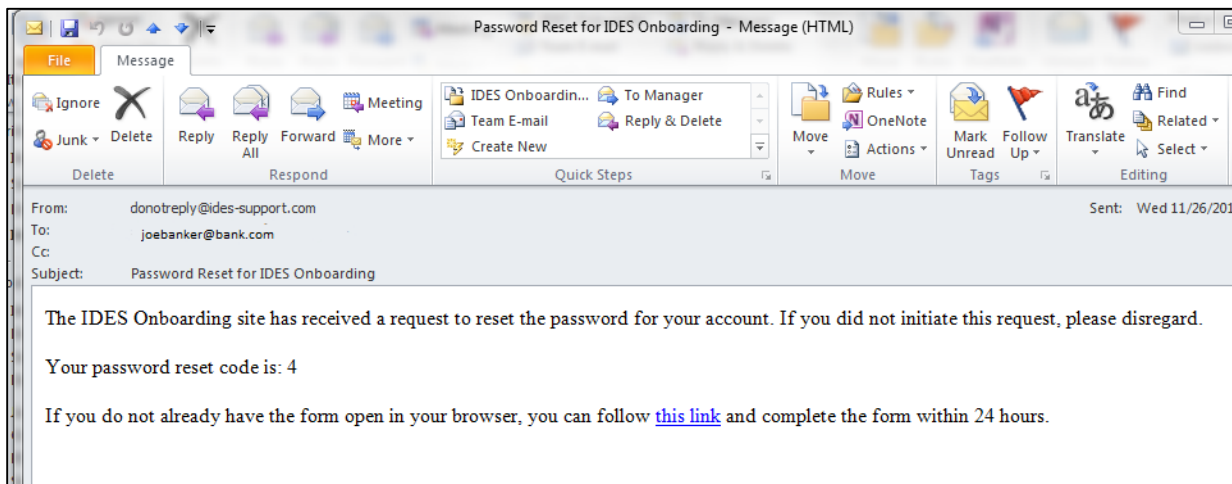 Password Reset for IDES Onboarding - Message (HTML)
File Message
Ignore
Junk
Delete
Reply
Reply All
Forward
Meeting
More
IDES Onboardin... To Manager
Team E-mail Reply & Delete
Create New
Move
Rules
OneNote
Actions
Mark Unread
Follow Up
Translate
Find
Related
Select
Delete Respond Quick Steps Move Tags Editing
From: donotreply@ides-support.com Sent: Wed 11/26/201
To: joebanker@bank.com
Cc:
Subject: Password Reset for IDES Onboarding
The IDES Onboarding site has received a request to reset the password for your account. If you did not initiate this request, please disregard.
Your password reset code is: 4
If you do not already have the form open in your browser, you can follow this link and complete the form within 24 hours.